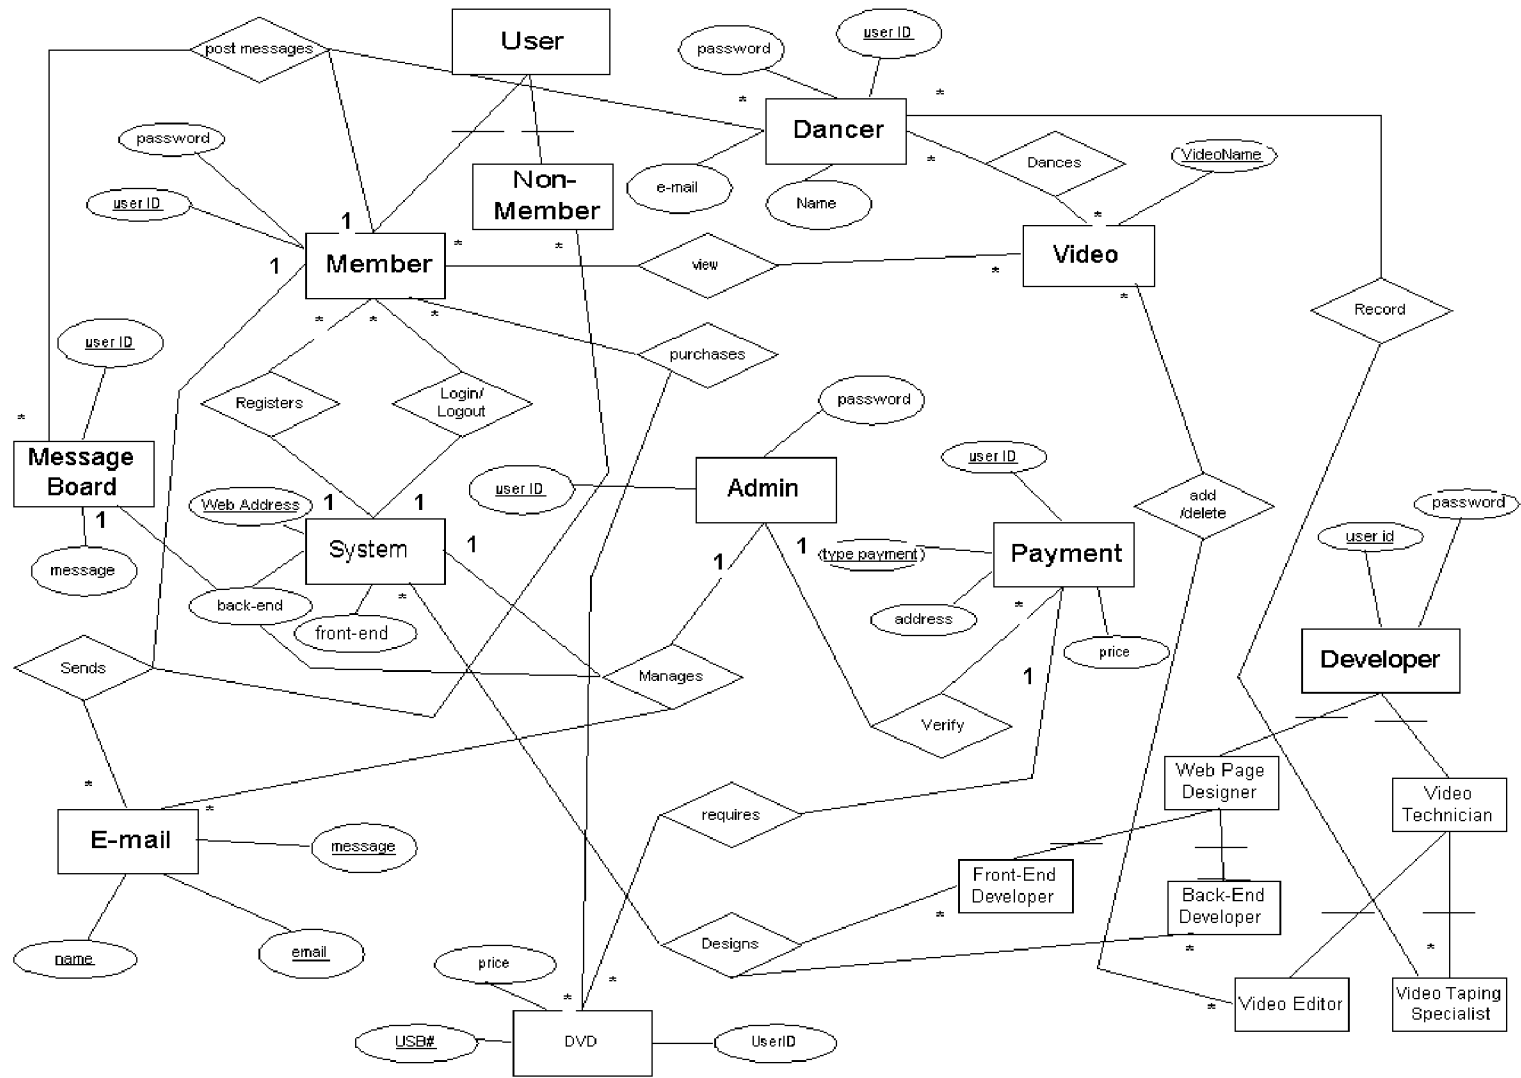 User
post messages
password
user ID
*
*
Dancer
password
Non-
Member
Dances
VideoName
*
e-mail
Name
user ID
1
*
*
*
Member
1
view
*
Video
*
Record
*
*
*
user ID
purchases
Registers
Login/
Logout
password
*
Message
Board
user ID
Admin
user ID
add
/delete
Web Address
1
1
password
1
System
1
1
(type payment)
Payment
user id
message
back-end
*
front-end
1
address
*
price
Developer
Sends
Manages
1
Verify
*
*
Web Page
Designer
Video
Technician
requires
E-mail
message
Front-End
Developer
Back-End
Developer
*
name
email
Designs
*
*
price
*
*
Video Editor
*
Video Taping
Specialist
USB#
DVD
UserID